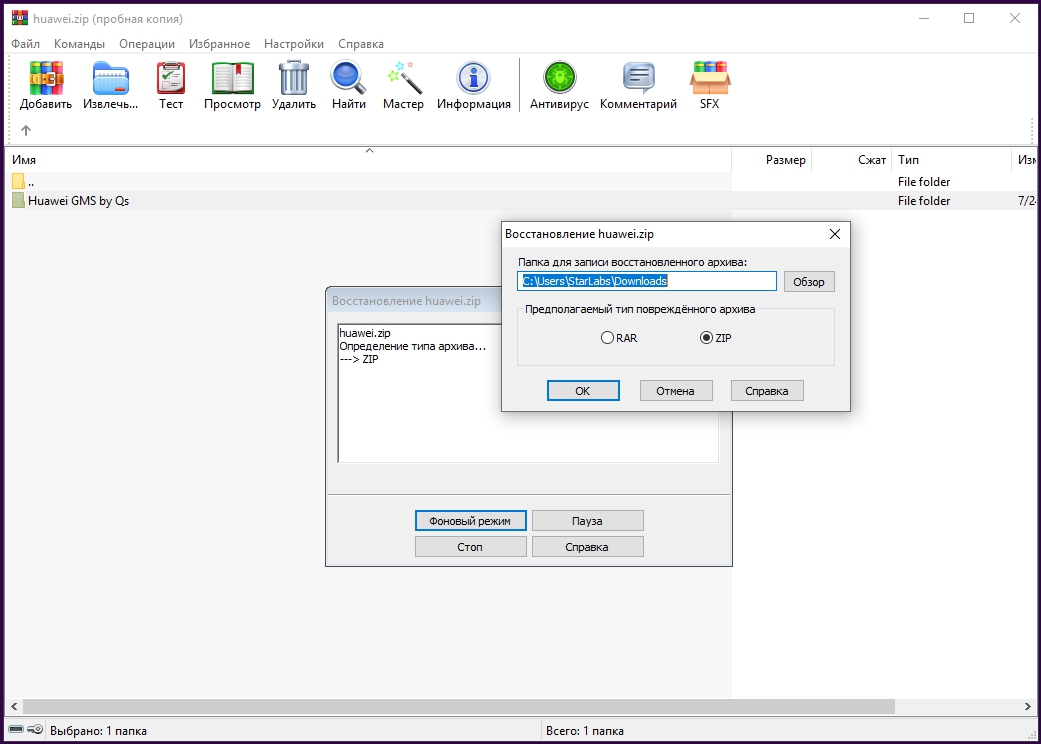 huawei.zip (пробная копия)
Файл Команды Операции Избранное Настройки Справка
Добавить Извлечь... Тест Просмотр Удалить Найти Мастер Информация Антивирус Комментарий SFX
Имя Размер Сжат Тип Изм
.. File folder
Huawei GMS by Qs File folder 7/2
Восстановление huawei.zip
Папка для записи восстановленного архива:
C:\Users\StarLabs\Downloads Обзор
Предполагаемый тип повреждённого архива
RAR ZIP
OK Отмена Справка
Восстановление huawei.zip
huawei.zip
Определение типа архива...
---> ZIP
Фоновый режим Пауза
Стоп Справка
Выбрано: 1 папка Всего: 1 папка